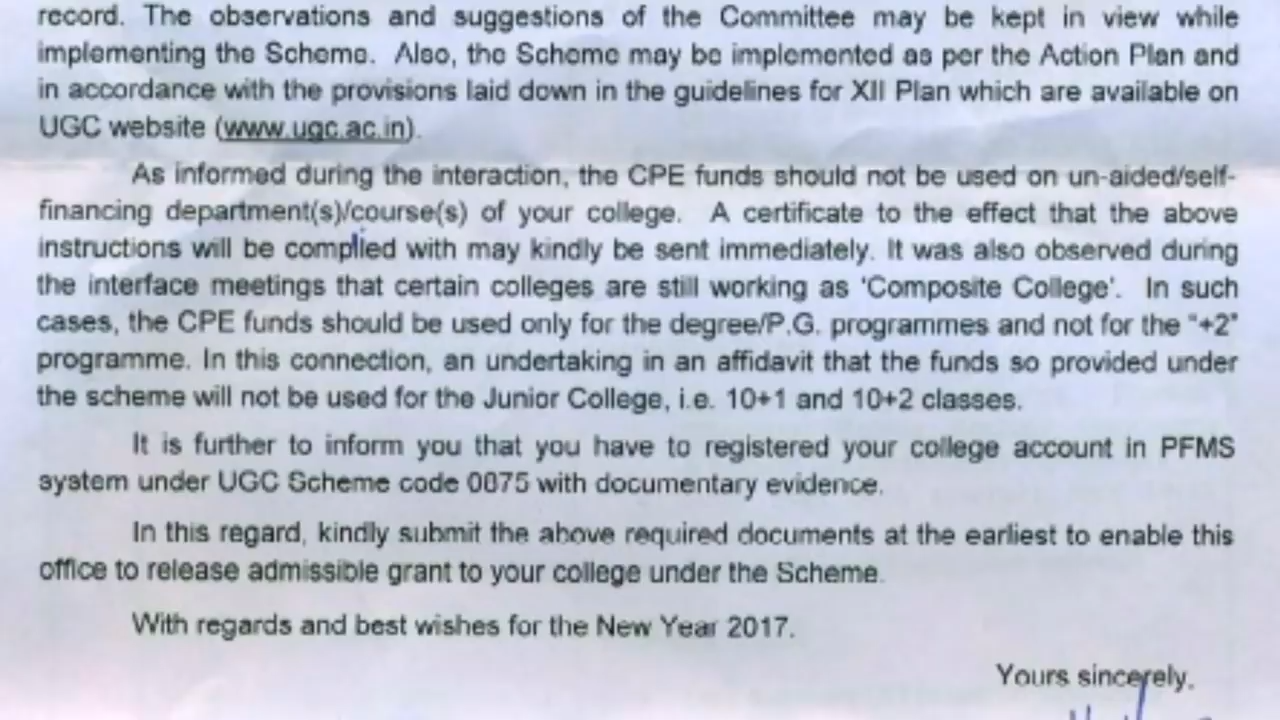 record. The observations and suggestions of the Committee may be kept in view while
implementing the Scheme. Also, the Scheme may be implemented as per the Action Plan and
in accordance with the provisions laid down in the guidelines for XII Plan which are available on
UGC website (www.ugc.ac.in).
As informed during the interaction, the CPE funds should not be used on un-aided/self-
financing department(s)/course(s) of your college. A certificate to the effect that the above
instructions will be complied with may kindly be sent immediately. It was also observed during
the interface meetings that certain colleges are still working as 'Composite College'. In such
cases, the CPE funds should be used only for the degree/P.G. programmes and not for the "+2"
programme. In this connection, an undertaking in an affidavit that the funds so provided under
the scheme will not be used for the Junior College, i.e. 10+1 and 10+2 classes.
It is further to inform you that you have to registered your college account in PFMS
system under UGC Scheme code 0075 with documentary evidence.
In this regard, kindly submit the above required documents at the earliest to enable this
office to release admissible grant to your college under the Scheme.
With regards and best wishes for the New Year 2017.
Yours sincerely,